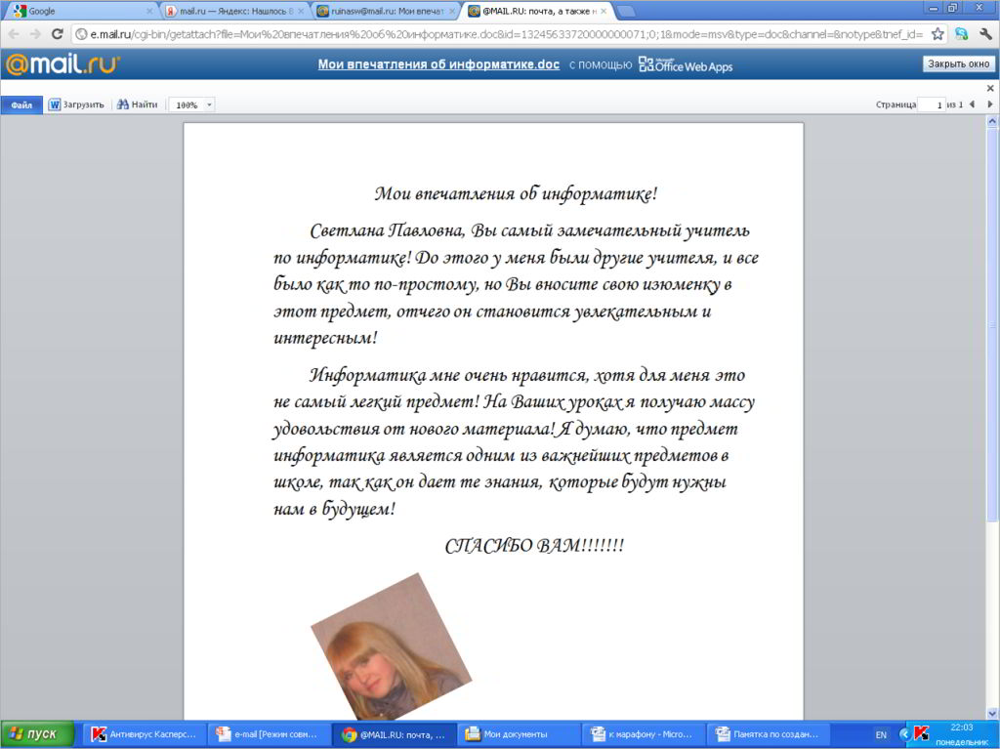 Google
mail.ru — Яндекс: Нашлось 8
ruinasw@mail.ru: Мои впечат
@MAIL.RU: почта, а также н
e.mail.ru/cgi-bin/getattach?file=Мои%20впечатления%20об%20информатике.doc&id=13245633720000000071;0;1&mode=msv&type=doc&channel=&notype&tnef_id=
@mail.ru
Мои впечатления об информатике.doc с помощью Microsoft Office Web Apps
Закрыть окно
Файл Загрузить Найти 100% Страница 1 из 1
Мои впечатления об информатике!
Светлана Павловна, Вы самый замечательный учитель
по информатике! До этого у меня были другие учителя, и все
было как то по-простому, но Вы вносите свою изюменку в
этот предмет, отчего он становится увлекательным и
интересным!
Информатика мне очень нравится, хотя для меня это
не самый легкий предмет! На Ваших уроках я получаю массу
удовольствия от нового материала! Я думаю, что предмет
информатика является одним из важнейших предметов в
школе, так как он дает те знания, которые будут нужны
нам в будущем!
СПАСИБО ВАМ!!!!!!!
пуск
Антивирус Касперс...
e-mail [Режим совм...
@MAIL.RU: почта, ...
Мои документы
к марафону - Micro...
Памятка по создан...
EN
22:03
понедельник